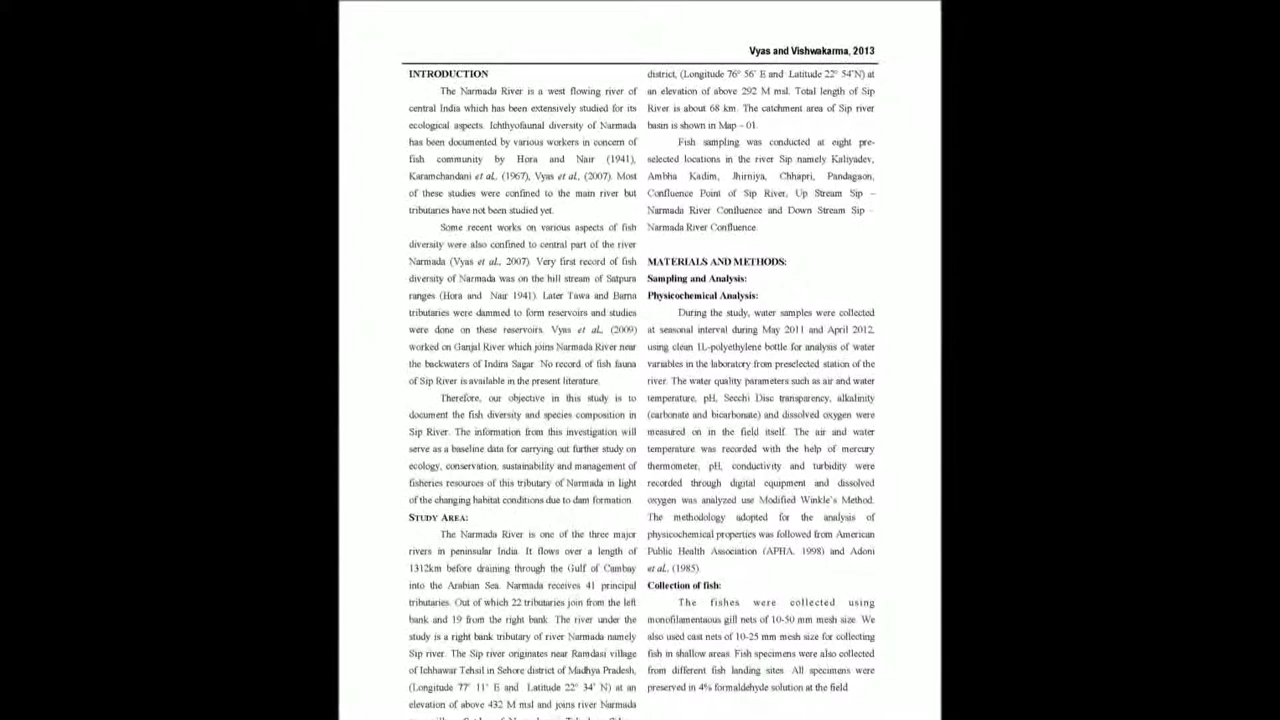 Vyas and Vishwakarma, 2013
INTRODUCTION
The Narmada River is a west flowing river of
central India which has been extensively studied for its
ecological aspects. Ichthyofaunal diversity of Narmada
has been documented by various workers in concern of
fish community by Hora and Nair (1941),
Karamchandani et al, (1967), Vyas et al, (2007). Most
of these studies were confined to the main river but
tributaries have not been studied yet.
Some recent works on various aspects of fish
diversity were also confined to central part of the river
Narmada (Vyas et al., 2007). Very first record of fish
diversity of Narmada was on the hill stream of Satpura
ranges (Hora and Nair 1941). Later Tawa and Barna
tributaries were dammed to form reservoirs and studies
were done on these reservoirs. Vyas et al, (2009)
worked on Ganjal River which joins Narmada River near
the backwaters of Indira Sagar. No record of fish fauna
of Sip River is available in the present literature.
Therefore, our objective in this study is to
document the fish diversity and species composition in
Sip River. The information from this investigation will
serve as a baseline data for carrying out further study on
ecology, conservation, sustainability and management of
fisheries resources of this tributary of Narmada in light
of the changing habitat conditions due to dam formation.
STUDY AREA:
The Narmada River is one of the three major
rivers in peninsular India. It flows over a length of
1312km before draining through the Gulf of Cambay
into the Arabian Sea. Narmada receives 41 principal
tributaries. Out of which 22 tributaries join from the left
bank and 19 from the right bank. The river under the
study is a right bank tributary of river Narmada namely
Sip river. The Sip river originates near Ramdasi village
of Ichhawar Tehsil in Sehore district of Madhya Pradesh,
(Longitude 77° 11' E and Latitude 22° 34' N) at an
elevation of above 432 M msl and joins river Narmada
district, (Longitude 76° 56' E and Latitude 22° 54'N) at
an elevation of above 292 M msl. Total length of Sip
River is about 68 km. The catchment area of Sip river
basin is shown in Map – 01.
Fish sampling was conducted at eight pre-
selected locations in the river Sip namely Kaliyadev,
Ambha Kadim, Jhirniya, Chhapri, Pandagaon,
Confluence Point of Sip River, Up Stream Sip –
Narmada River Confluence and Down Stream Sip –
Narmada River Confluence.
MATERIALS AND METHODS:
Sampling and Analysis:
Physicochemical Analysis:
During the study, water samples were collected
at seasonal interval during May 2011 and April 2012,
using clean 1L-polyethylene bottle for analysis of water
variables in the laboratory from preselected station of the
river. The water quality parameters such as air and water
temperature, pH, Secchi Disc transparency, alkalinity
(carbonate and bicarbonate) and dissolved oxygen were
measured on in the field itself. The air and water
temperature was recorded with the help of mercury
thermometer, pH, conductivity and turbidity were
recorded through digital equipment and dissolved
oxygen was analyzed use Modified Winkle's Method.
The methodology adopted for the analysis of
physicochemical properties was followed from American
Public Health Association (APHA, 1998) and Adoni
et al, (1985).
Collection of fish:
The fishes were collected using
monofilamentaous gill nets of 10-50 mm mesh size. We
also used cast nets of 10-25 mm mesh size for collecting
fish in shallow areas. Fish specimens were also collected
from different fish landing sites. All specimens were
preserved in 4% formaldehyde solution at the field